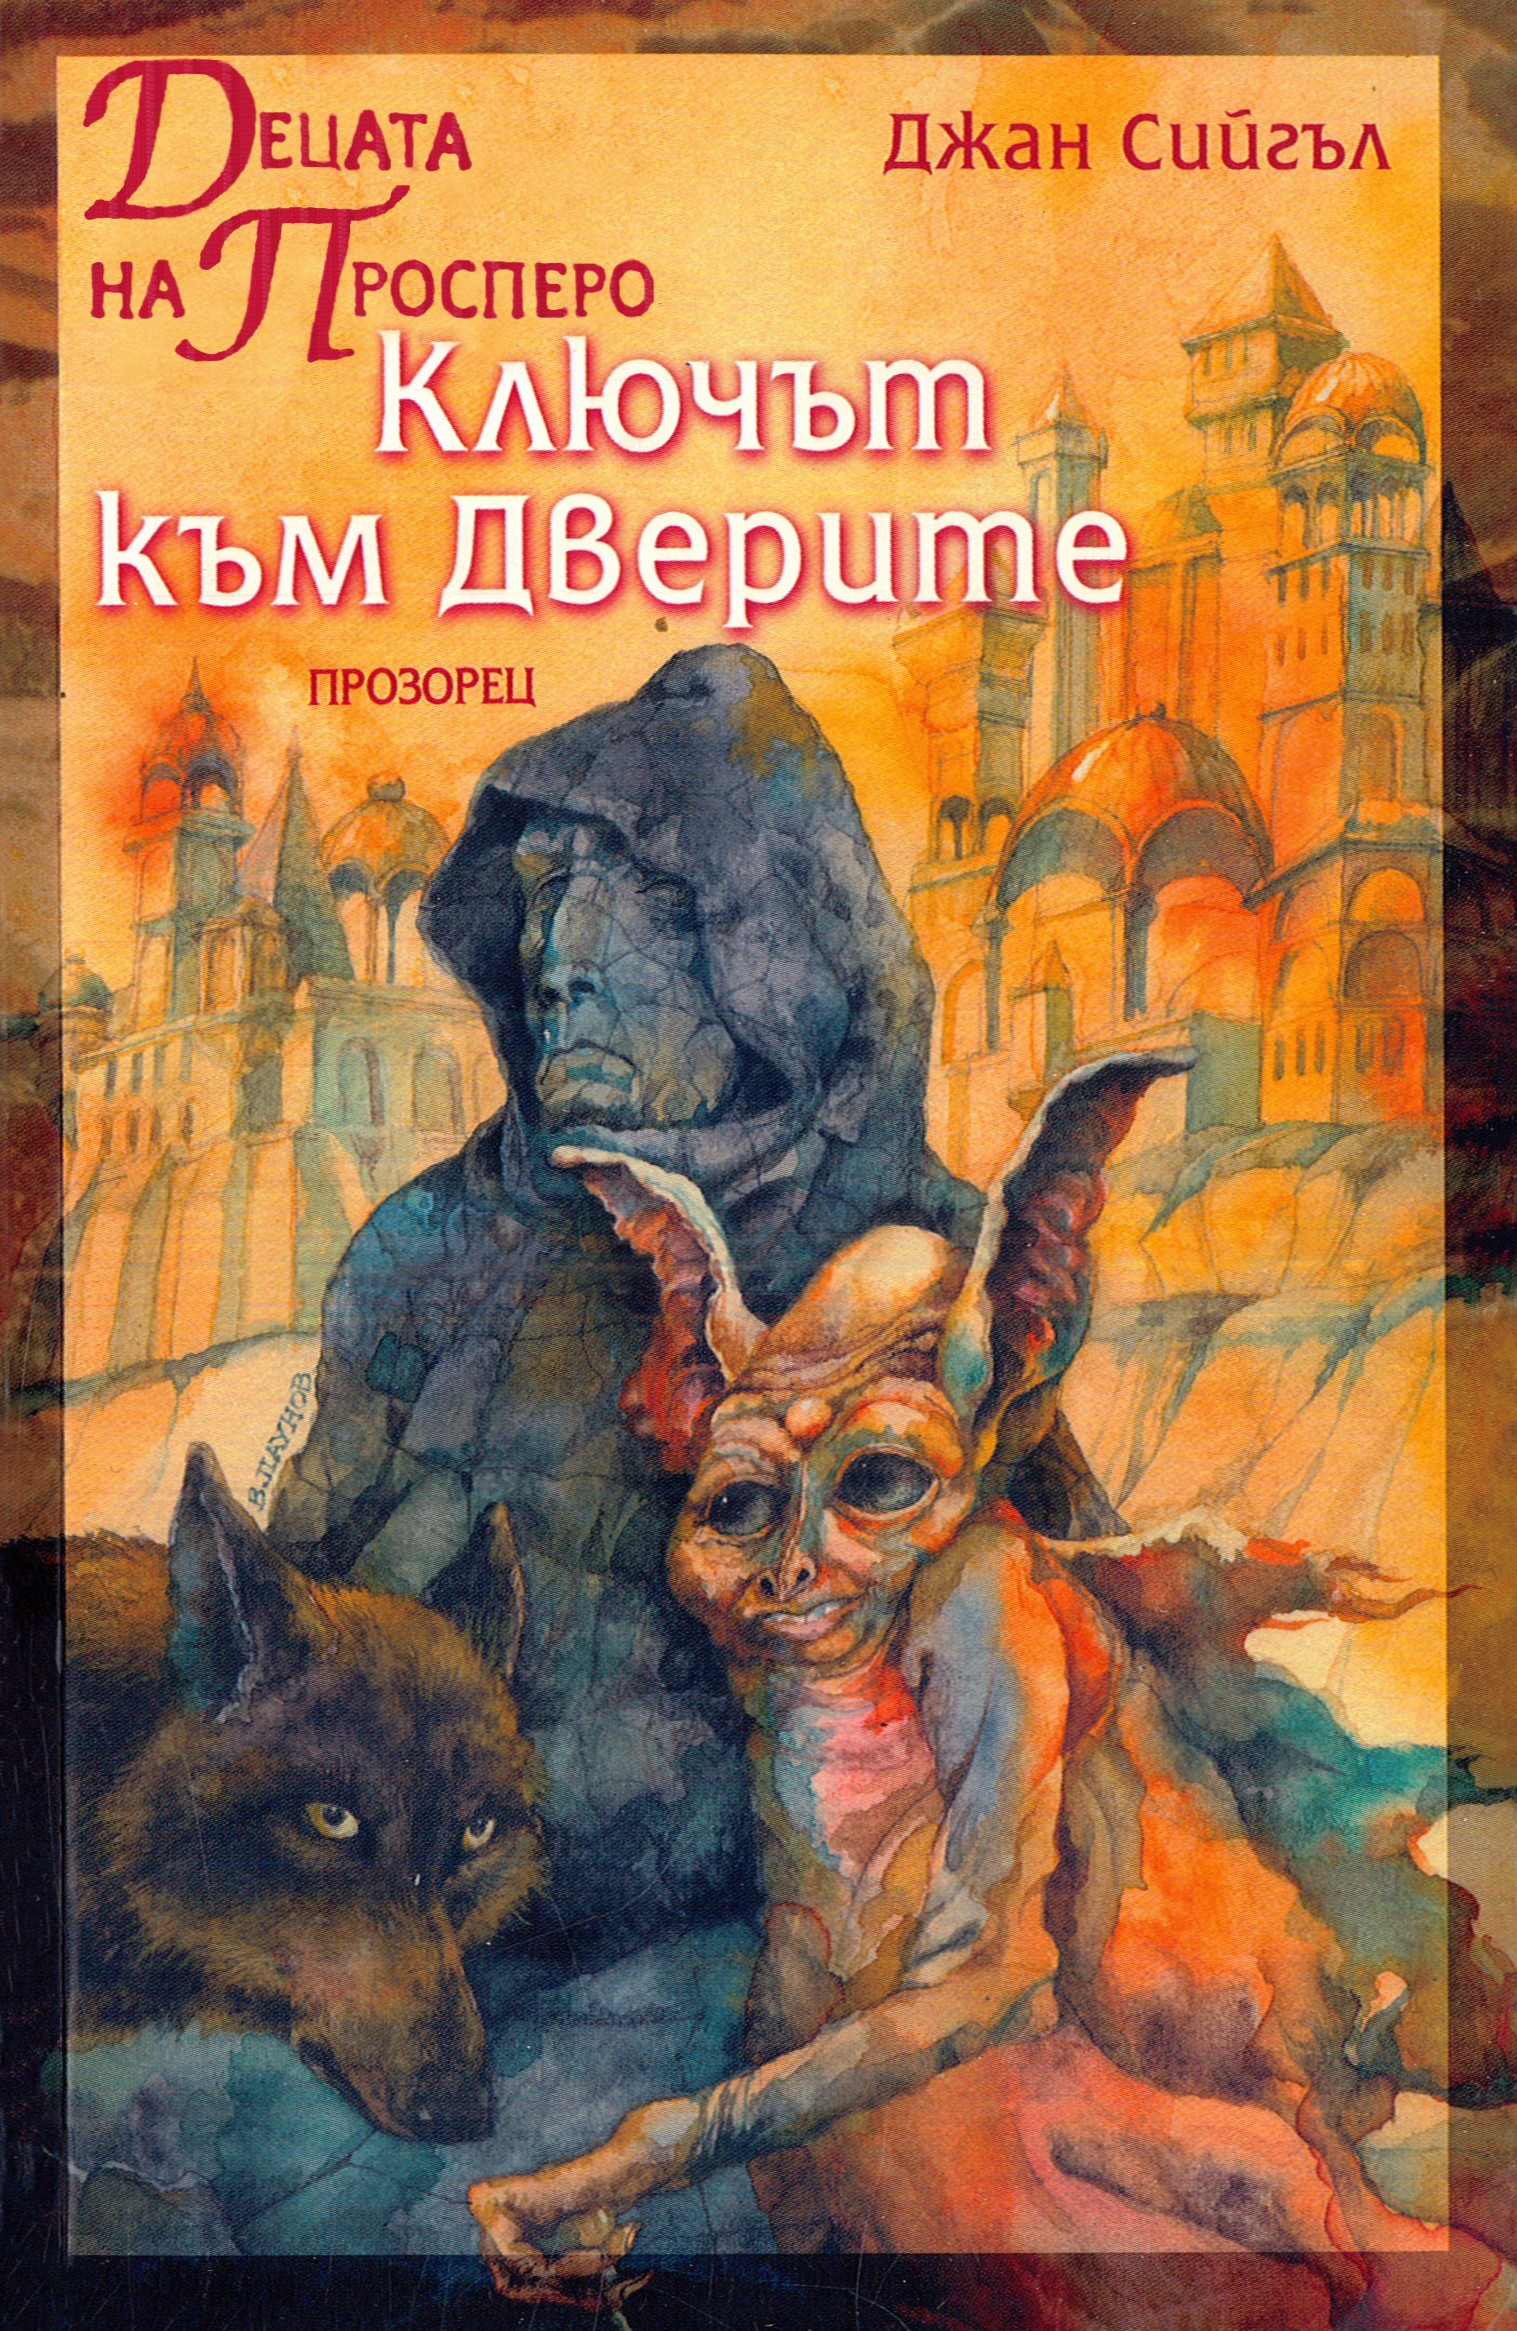 Децата
на Просперо
Джан Сийгъл
Ключът
към Дверите
ПРОЗОРЕЦ
В.ПАУНОВ